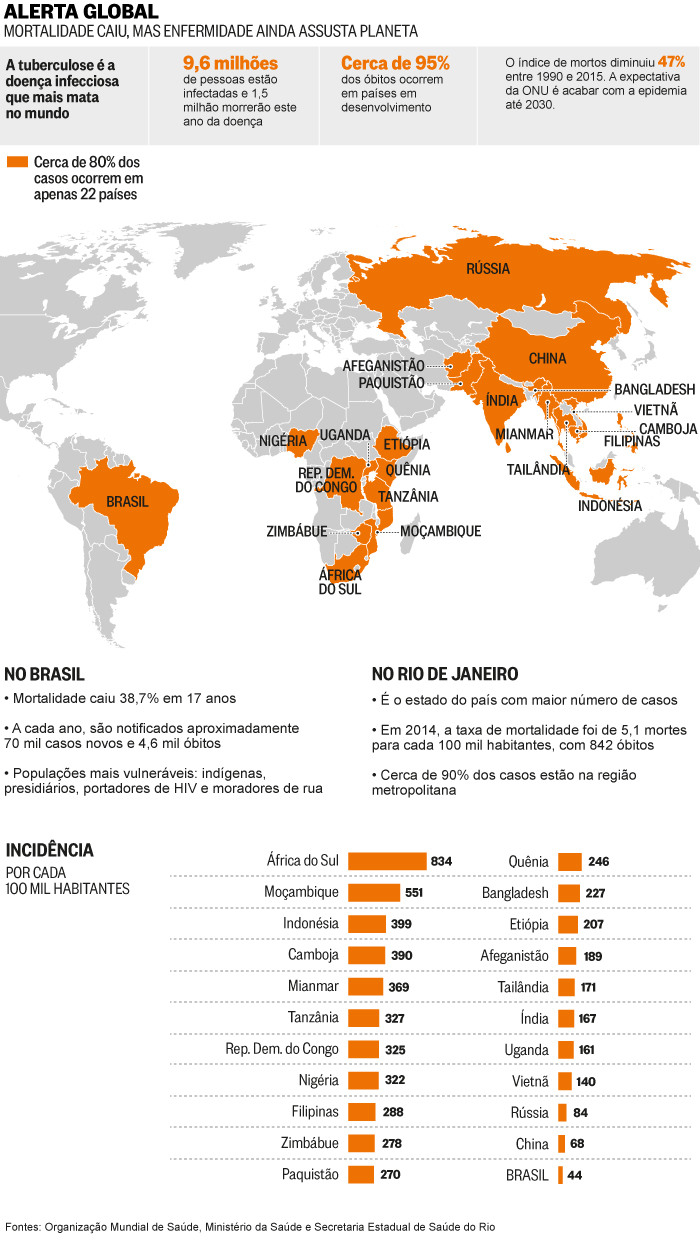 ALERTA GLOBAL
MORTALIDADE CAIU, MAS ENFERMIDADE AINDA ASSUSTA PLANETA
A tuberculose é a
doença infecciosa
que mais mata
no mundo
9,6 milhões
de pessoas estão
infectadas e 1,5
milhão morrerão este
ano da doença
Cerca de 95%
dos óbitos ocorrem
em países em
desenvolvimento
O índice de mortos diminuiu 47%
entre 1990 e 2015. A expectativa
da ONU é acabar com a epidemia
até 2030.
Cerca de 80% dos
casos ocorrem em
apenas 22 países
RÚSSIA
CHINA
AFEGANISTÃO
PAQUISTÃO
BANGLADESH
ÍNDIA
VIETNÃ
CAMBOJA
MIANMAR
FILIPINAS
NIGÉRIA
UGANDA
ETIÓPIA
TAILÂNDIA
REP. DEM.
DO CONGO
QUÊNIA
TANZÂNIA
BRASIL
INDONÉSIA
ZIMBÁBUE
MOÇAMBIQUE
ÁFRICA
DO SUL
NO BRASIL
• Mortalidade caiu 38,7% em 17 anos
• A cada ano, são notificados aproximadamente
70 mil casos novos e 4,6 mil óbitos
• Populações mais vulneráveis: indígenas,
presidiários, portadores de HIV e moradores de rua
NO RIO DE JANEIRO
• É o estado do país com maior número de casos
• Em 2014, a taxa de mortalidade foi de 5,1 mortes
para cada 100 mil habitantes, com 842 óbitos
• Cerca de 90% dos casos estão na região
metropolitana
INCIDÊNCIA
POR CADA
100 MIL HABITANTES
África do Sul 834
Moçambique 551
Indonésia 399
Camboja 390
Mianmar 369
Tanzânia 327
Rep. Dem. do Congo 325
Nigéria 322
Filipinas 288
Zimbábue 278
Paquistão 270
Quênia 246
Bangladesh 227
Etiópia 207
Afeganistão 189
Tailândia 171
Índia 167
Uganda 161
Vietnã 140
Rússia 84
China 68
BRASIL 44
Fontes: Organização Mundial de Saúde, Ministério da Saúde e Secretaria Estadual de Saúde do Rio